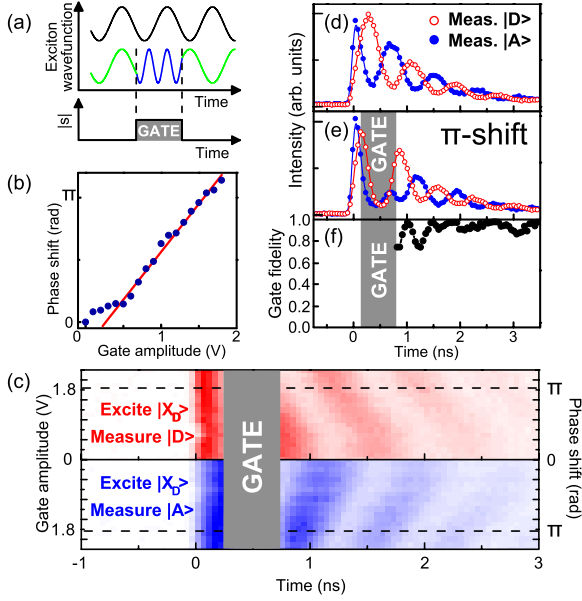 (a)
Exciton
wavefunction
Time
|s|
GATE
Time
(b)
Phase shift (rad)
π
0
0 1 2
Gate amplitude (V)
(d)
Meas. |D>
Meas. |A>
Intensity (arb. units)
(e)
GATE
π-shift
(f)
GATE
Gate fidelity
1.0
0.8
0.6
0.4
0.2
0.0
0 1 2 3
Time (ns)
(c)
Gate amplitude (V)
1.8
0
1.8
Excite |X_D>
Measure |D>
Excite |X_D>
Measure |A>
GATE
π
0
π
Phase shift (rad)
-1 0 1 2 3
Time (ns)